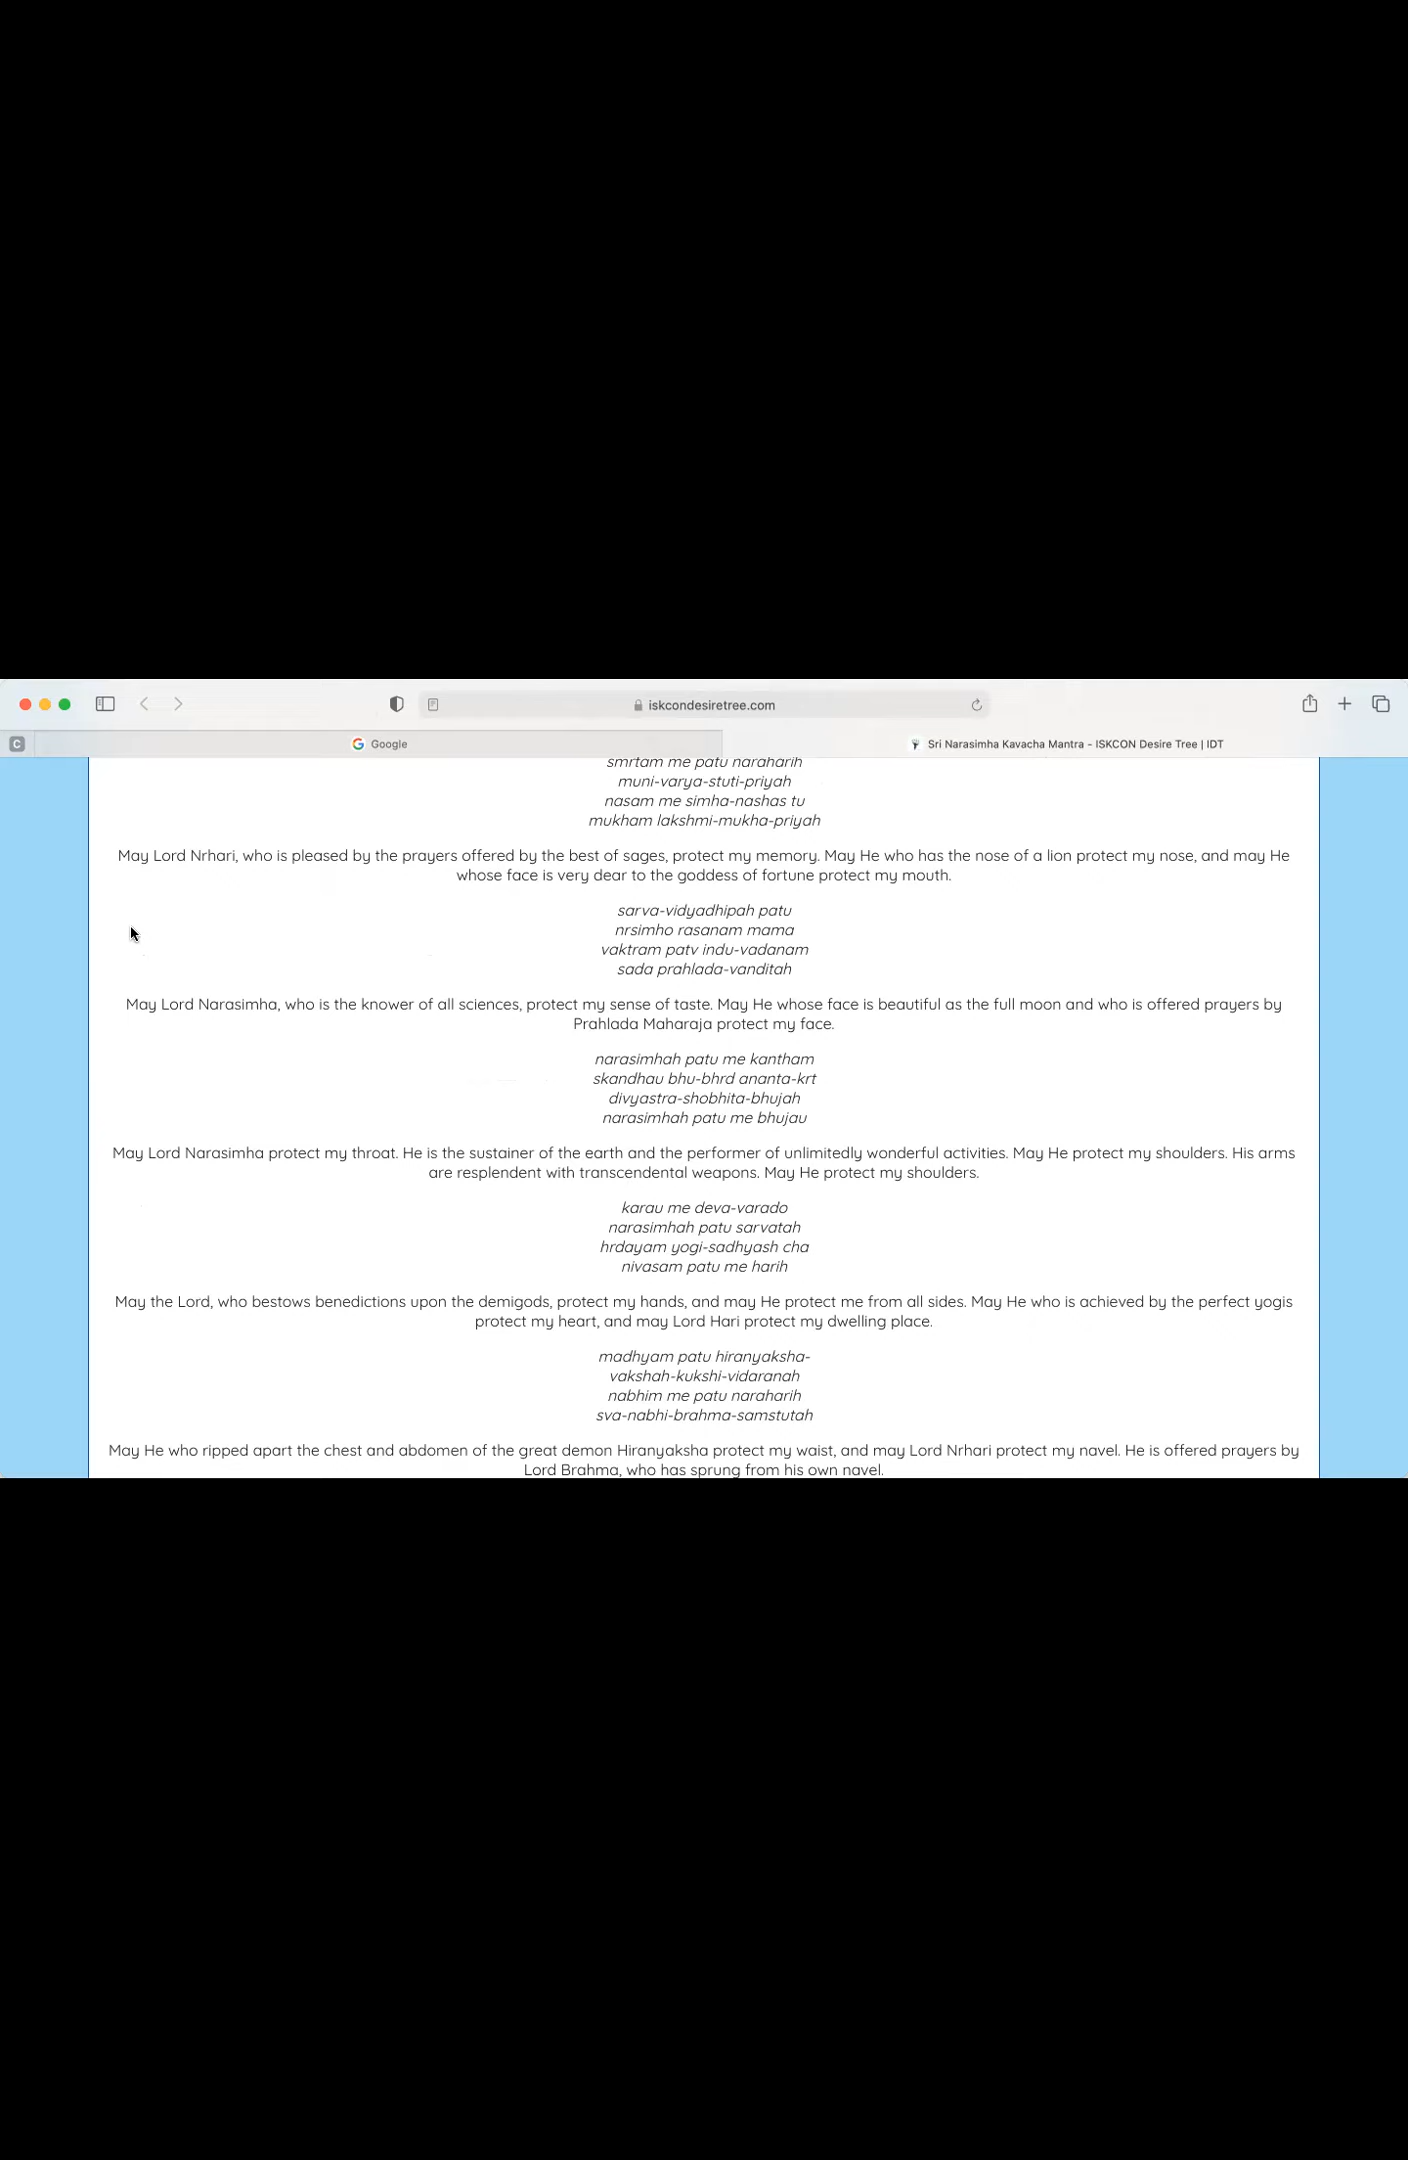 iskcondesiretree.com
C
Google
Sri Narasimha Kavacha Mantra - ISKCON Desire Tree | IDT
smrtam me patu naraharih
muni-varya-stuti-priyah
nasam me simha-nashas tu
mukham lakshmi-mukha-priyah
May Lord Nrhari, who is pleased by the prayers offered by the best of sages, protect my memory. May He who has the nose of a lion protect my nose, and may He
whose face is very dear to the goddess of fortune protect my mouth.
sarva-vidyadhipah patu
nrsimho rasanam mama
vaktram patv indu-vadanam
sada prahlada-vanditah
May Lord Narasimha, who is the knower of all sciences, protect my sense of taste. May He whose face is beautiful as the full moon and who is offered prayers by
Prahlada Maharaja protect my face.
narasimhah patu me kantham
skandhau bhu-bhrd ananta-krt
divyastra-shobhita-bhujah
narasimhah patu me bhujau
May Lord Narasimha protect my throat. He is the sustainer of the earth and the performer of unlimitedly wonderful activities. May He protect my shoulders. His arms
are resplendent with transcendental weapons. May He protect my shoulders.
karau me deva-varado
narasimhah patu sarvatah
hrdayam yogi-sadhyash cha
nivasam patu me harih
May the Lord, who bestows benedictions upon the demigods, protect my hands, and may He protect me from all sides. May He who is achieved by the perfect yogis
protect my heart, and may Lord Hari protect my dwelling place.
madhyam patu hiranyaksha-
vakshah-kukshi-vidaranah
nabhim me patu naraharih
sva-nabhi-brahma-samstutah
May He who ripped apart the chest and abdomen of the great demon Hiranyaksha protect my waist, and may Lord Nrhari protect my navel. He is offered prayers by
Lord Brahma, who has sprung from his own navel.